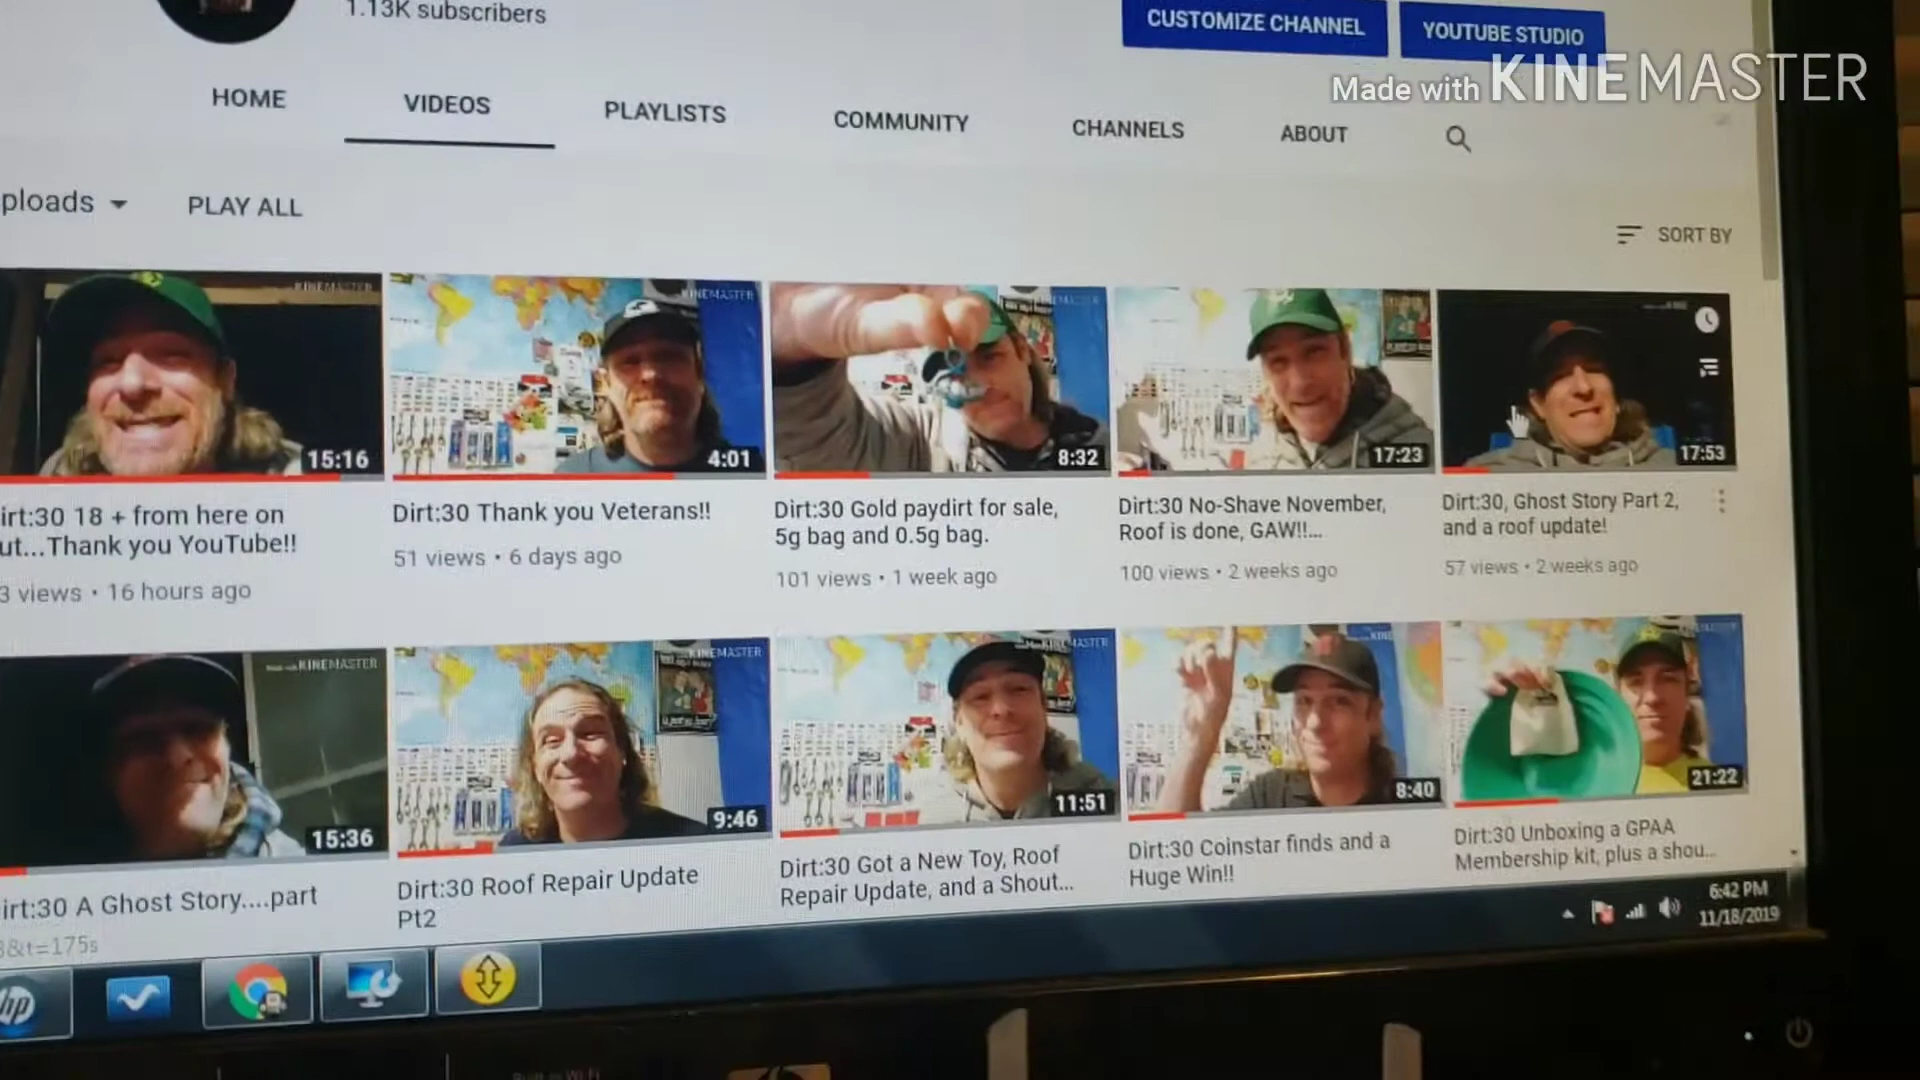 1.13K subscribers
CUSTOMIZE CHANNEL
YOUTUBE STUDIO
Made with KINEMASTER
HOME
VIDEOS
PLAYLISTS
COMMUNITY
CHANNELS
ABOUT
ploads
PLAY ALL
SORT BY
KINEMASTER
15:16
KINEMASTER
4:01
8:32
17:23
17:53
irt:30 18 + from here on
ut...Thank you YouTube!!
3 views • 16 hours ago
Dirt:30 Thank you Veterans!!
51 views • 6 days ago
Dirt:30 Gold paydirt for sale,
5g bag and 0.5g bag.
101 views • 1 week ago
Dirt:30 No-Shave November,
Roof is done, GAW!!...
100 views • 2 weeks ago
Dirt:30, Ghost Story Part 2,
and a roof update!
57 views • 2 weeks ago
KINEMASTER
15:36
KINEMASTER
9:46
11:51
8:40
21:22
irt:30 A Ghost Story....part
Dirt:30 Roof Repair Update
Pt2
Dirt:30 Got a New Toy, Roof
Repair Update, and a Shout...
Dirt:30 Coinstar finds and a
Huge Win!!
Dirt:30 Unboxing a GPAA
Membership kit, plus a shou...
&t=175s
6:42 PM
11/18/2019
hp